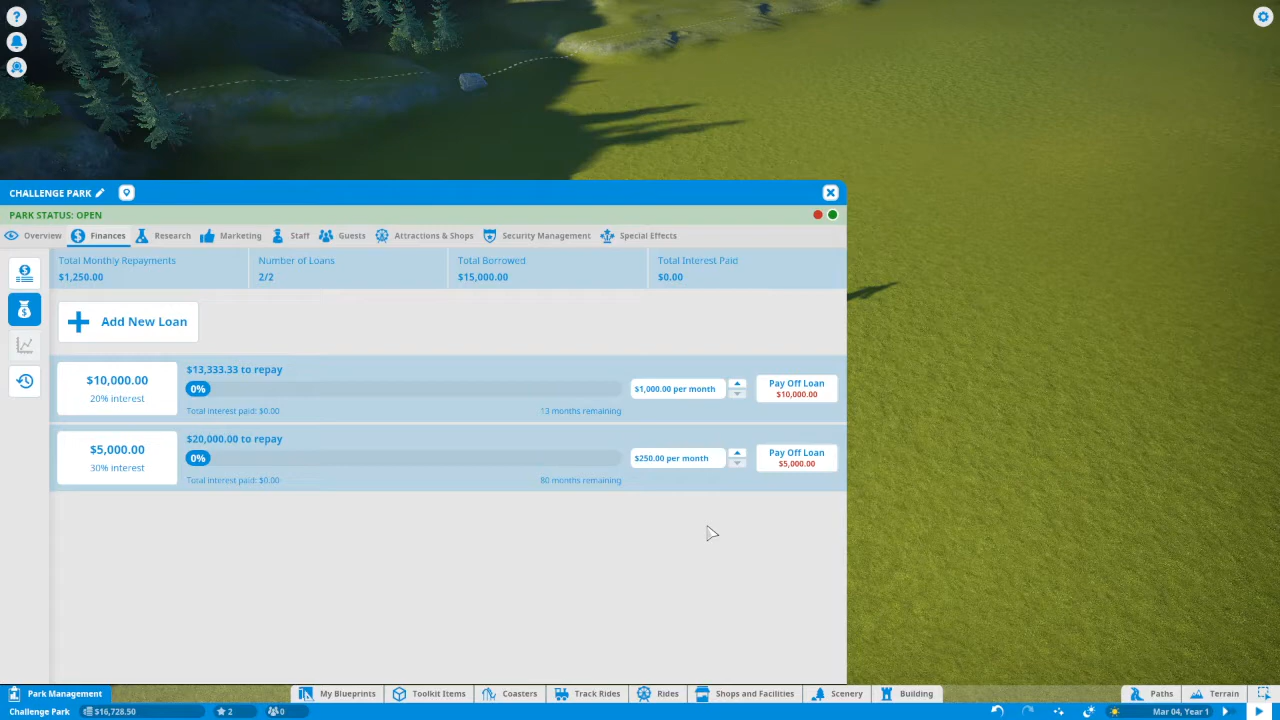 ?
CHALLENGE PARK
PARK STATUS: OPEN
Overview Finances Research Marketing Staff Guests Attractions & Shops Security Management Special Effects
Total Monthly Repayments Number of Loans Total Borrowed Total Interest Paid
$1,250.00 2/2 $15,000.00 $0.00
Add New Loan
$10,000.00
20% interest
$13,333.33 to repay
0%
Total interest paid: $0.00 13 months remaining
$1,000.00 per month
Pay Off Loan
$10,000.00
$5,000.00
30% interest
$20,000.00 to repay
0%
Total interest paid: $0.00 80 months remaining
$250.00 per month
Pay Off Loan
$5,000.00
Park Management My Blueprints Toolkit Items Coasters Track Rides Rides Shops and Facilities Scenery Building Paths Terrain
Challenge Park $16,728.50 2 0 Mar 04, Year 1